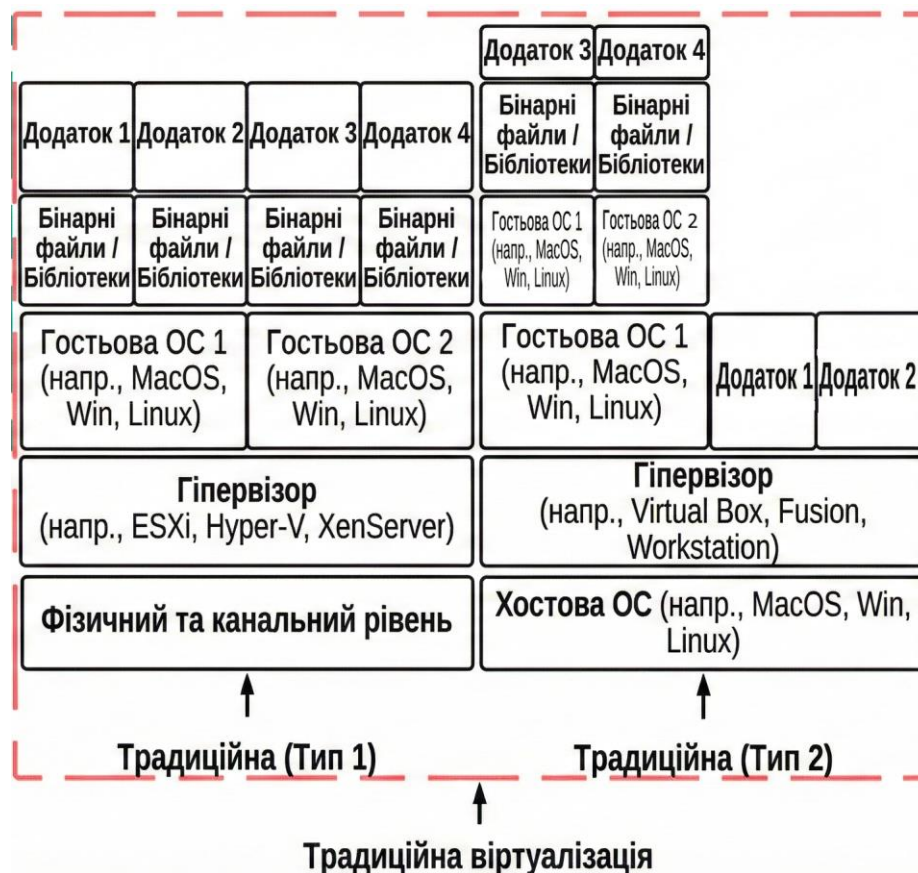 Додаток 3 Додаток 4
Додаток 1 Додаток 2 Додаток 3 Додаток 4
Бінарні
файли /
Бібліотеки
Бінарні
файли /
Бібліотеки
Бінарні
файли /
Бібліотеки
Бінарні
файли /
Бібліотеки
Бінарні
файли /
Бібліотеки
Бінарні
файли /
Бібліотеки
Гостьова ОС 1
(напр., MacOS,
Win, Linux)
Гостьова ОС 2
(напр., MacOS,
Win, Linux)
Гостьова ОС 1
(напр., MacOS,
Win, Linux)
Гостьова ОС 2
(напр., MacOS,
Win, Linux)
Гостьова ОС 1
(напр., MacOS,
Win, Linux)
Додаток 1 Додаток 2
Гіпервізор
(напр., ESXi, Hyper-V, XenServer)
Гіпервізор
(напр., Virtual Box, Fusion,
Workstation)
Фізичний та канальний рівень
Хостова ОС (напр., MacOS, Win,
Linux)
Традиційна (Тип 1)
Традиційна (Тип 2)
Традиційна віртуалізація